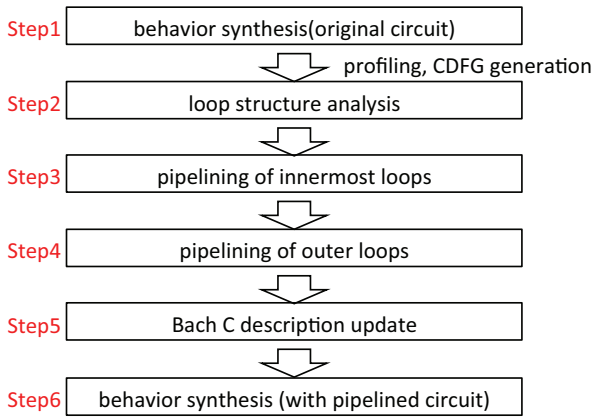 Step1 behavior synthesis(original circuit)
profiling, CDFG generation
Step2 loop structure analysis
Step3 pipelining of innermost loops
Step4 pipelining of outer loops
Step5 Bach C description update
Step6 behavior synthesis (with pipelined circuit)